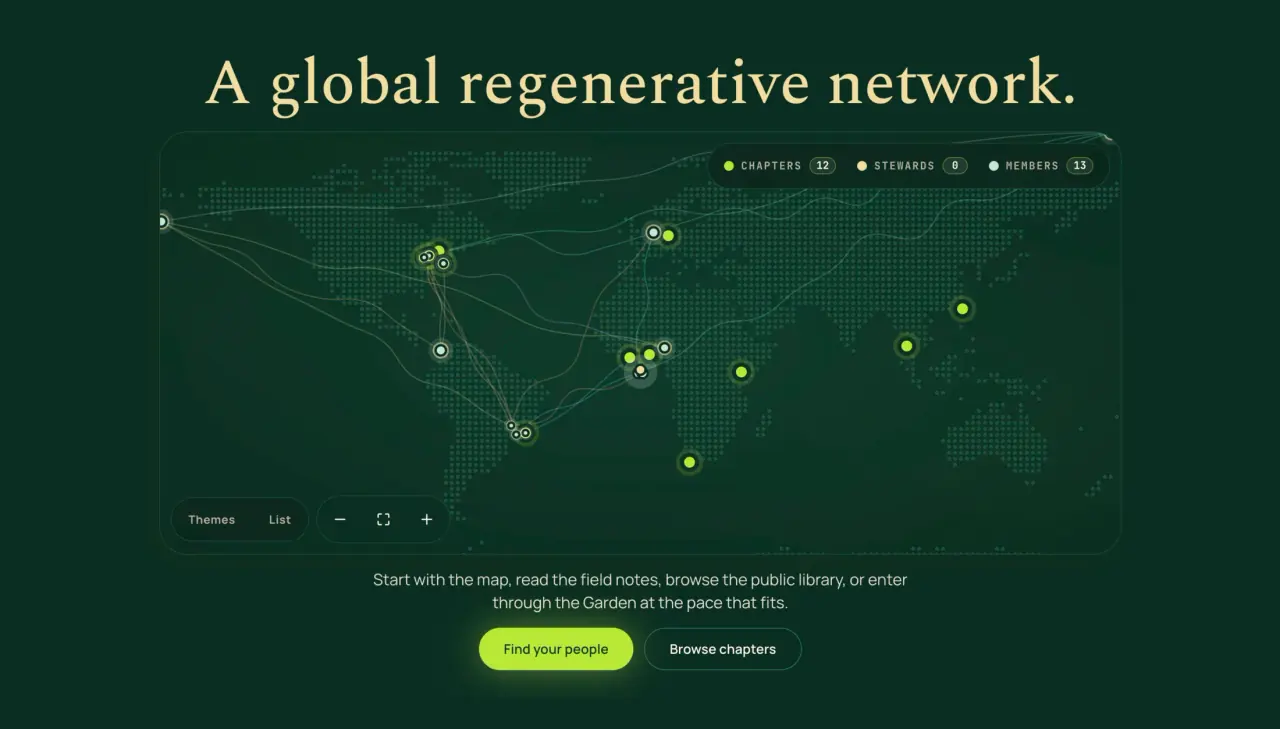 A global regenerative network.
CHAPTERS 12 STEWARDS 0 MEMBERS 13
Themes List
Start with the map, read the field notes, browse the public library, or enter
through the Garden at the pace that fits.
Find your people Browse chapters